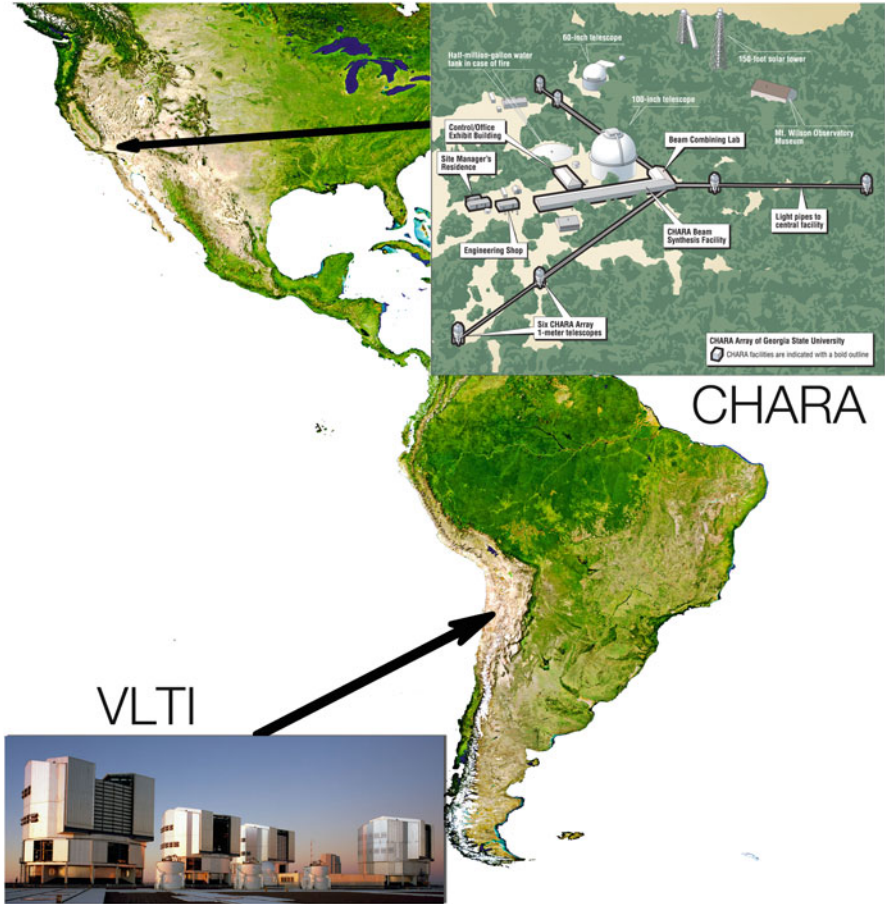 60-inch telescope
Half-million-gallon water
tank in case of fire
150-foot solar tower
100-inch telescope
Control/Office
Exhibit Building
Beam Combining Lab
Mt. Wilson Observatory
Museum
Site Manager's
Residence
Light pipes to
central facility
CHARA Beam
Synthesis Facility
Engineering Shop
Six CHARA Array
1-meter telescopes
CHARA Array of Georgia State University
CHARA facilities are indicated with a bold outline
CHARA
VLTI